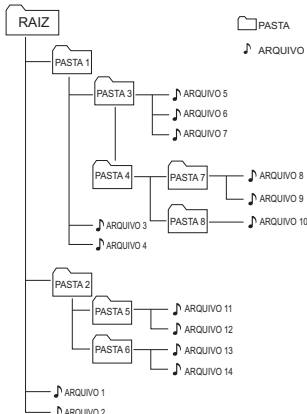 RAIZ
PASTA
ARQUIVO
PASTA 1
PASTA 3
ARQUIVO 5
ARQUIVO 6
ARQUIVO 7
PASTA 4
PASTA 7
ARQUIVO 8
ARQUIVO 9
PASTA 8
ARQUIVO 10
ARQUIVO 3
ARQUIVO 4
PASTA 2
PASTA 5
ARQUIVO 11
ARQUIVO 12
PASTA 6
ARQUIVO 13
ARQUIVO 14
ARQUIVO 1
ARQUIVO 2